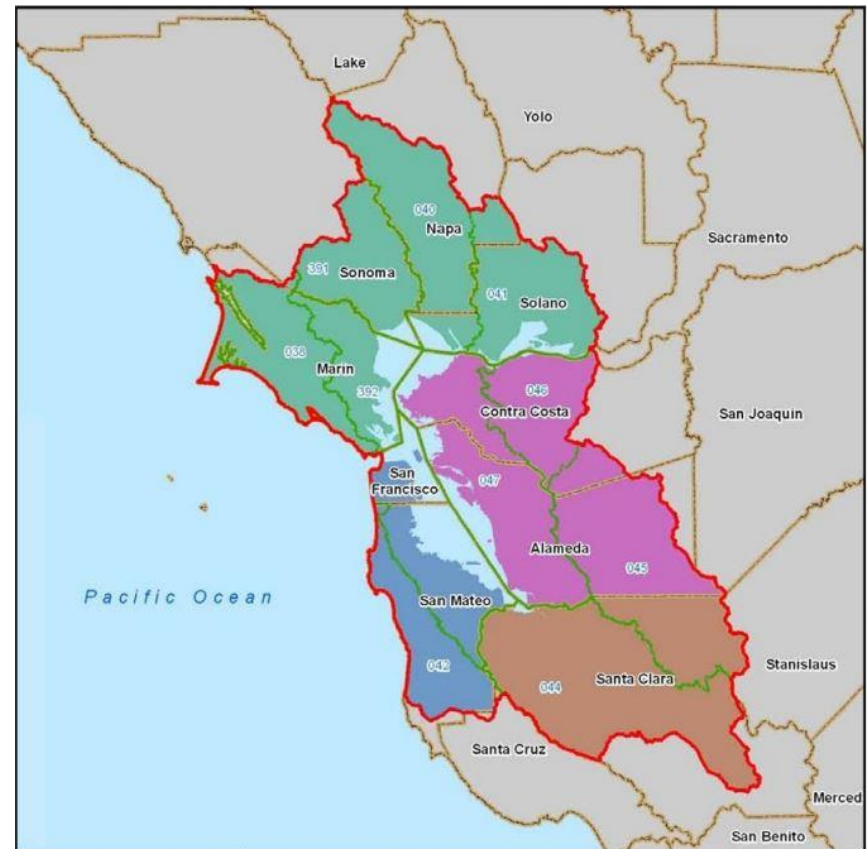 Lake
Yolo
040
Napa
Sacramento
391
Sonoma
041
Solano
038
Marin
392
046
Contra Costa
San Joaquin
San
Francisco
047
Alameda
045
Pacific Ocean
San Mateo
042
044
Santa Clara
Stanislaus
Santa Cruz
Merced
San Benito